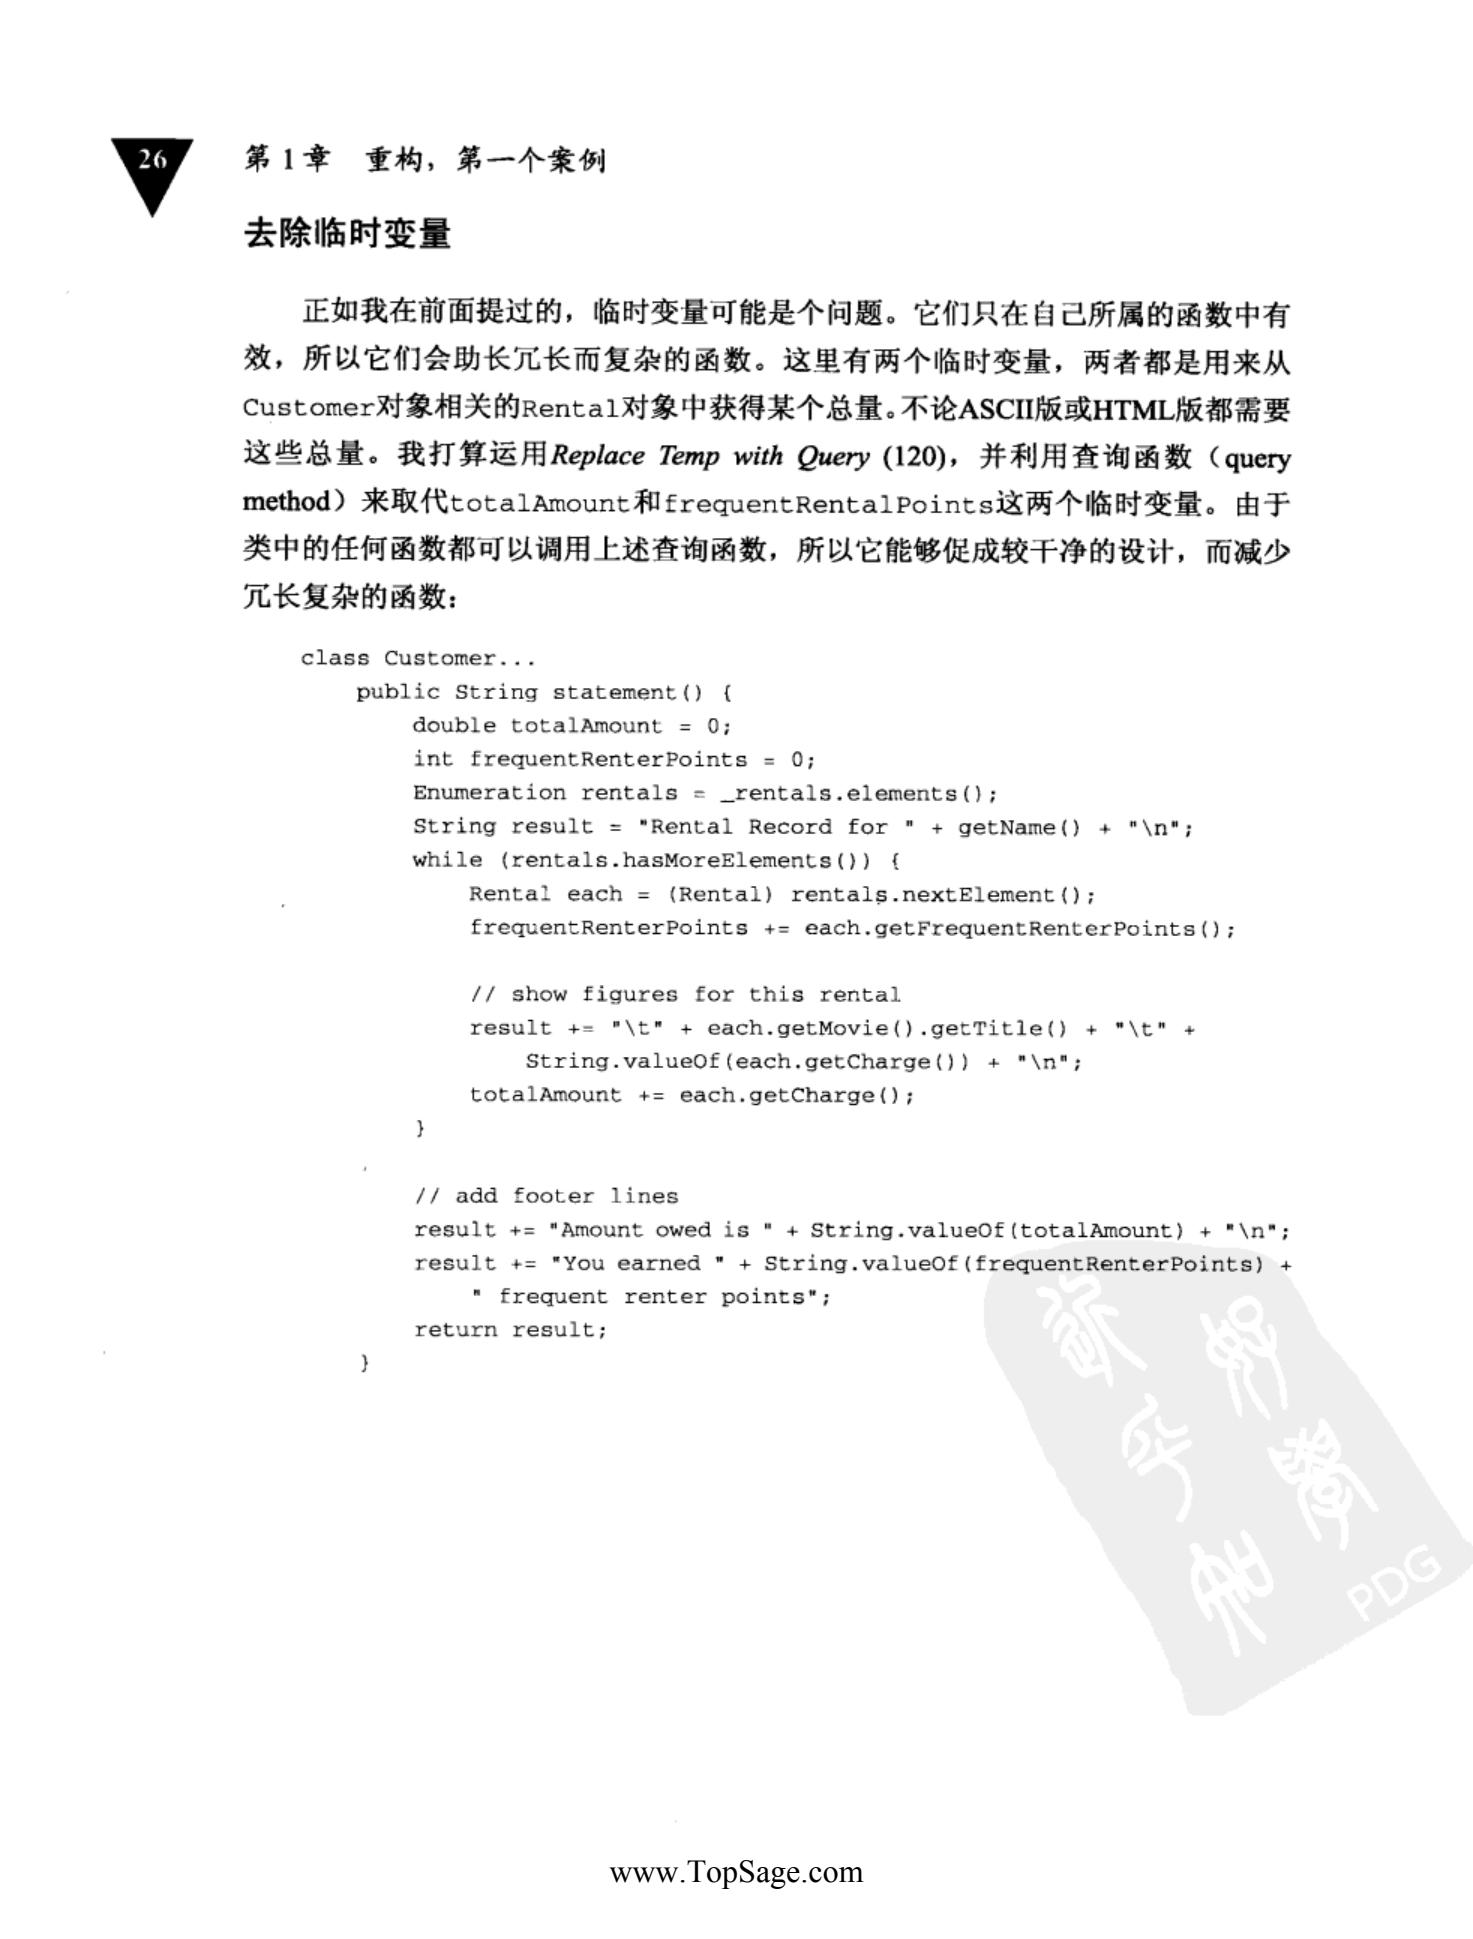 26
第 1 章 重构，第一个案例
去除临时变量
正如我在前面提过的，临时变量可能是个问题。它们只在自己所属的函数中有
效，所以它们会助长冗长而复杂的函数。这里有两个临时变量，两者都是用来从
Customer对象相关的Rental对象中获得某个总量。不论ASCII版或HTML版都需要
这些总量。我打算运用Replace Temp with Query (120)，并利用查询函数（query
method）来取代totalAmount和frequentRentalPoints这两个临时变量。由于
类中的任何函数都可以调用上述查询函数，所以它能够促成较干净的设计，而减少
冗长复杂的函数：
class Customer...
public String statement() {
double totalAmount = 0;
int frequentRenterPoints = 0;
Enumeration rentals = _rentals.elements();
String result = "Rental Record for " + getName() + "\n";
while (rentals.hasMoreElements()) {
Rental each = (Rental) rentals.nextElement();
frequentRenterPoints += each.getFrequentRenterPoints();
// show figures for this rental
result += "\t" + each.getMovie().getTitle() + "\t" +
String.valueOf(each.getCharge()) + "\n";
totalAmount += each.getCharge();
}
// add footer lines
result += "Amount owed is " + String.valueOf(totalAmount) + "\n";
result += "You earned " + String.valueOf(frequentRenterPoints) +
" frequent renter points";
return result;
}
PDG
www.TopSage.com